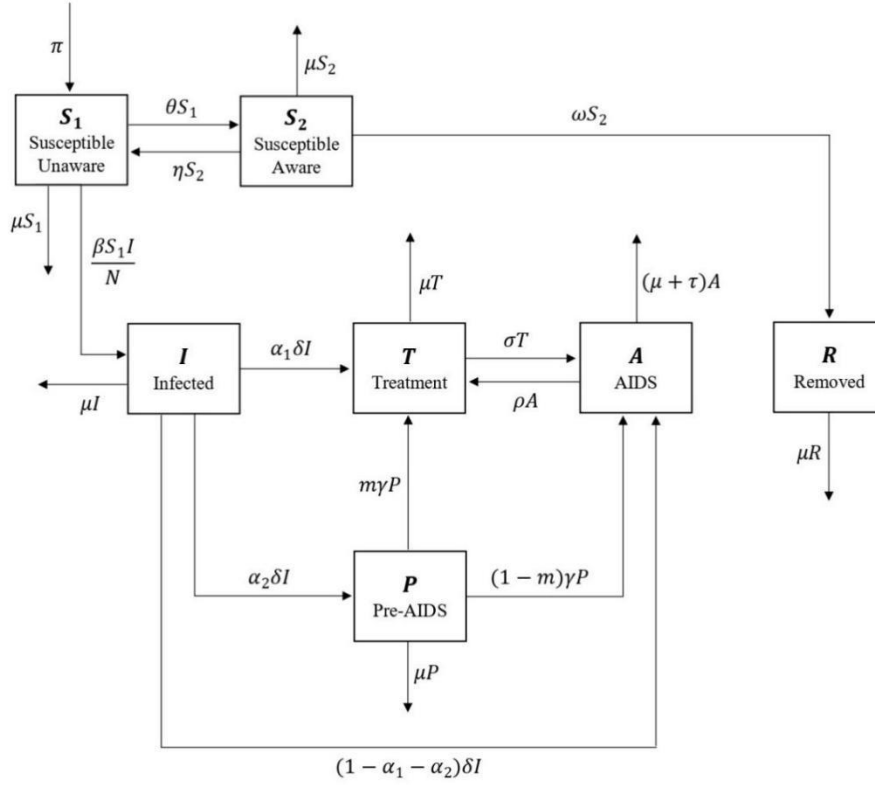 π
μS₂
S₁
Susceptible
Unaware
θS₁
ηS₂
S₂
Susceptible
Aware
ωS₂
μS₁
βS₁I
N
μT
(μ + τ)A
I
Infected
μI
α₁δI
T
Treatment
σT
ρA
A
AIDS
R
Removed
μR
mγP
α₂δI
P
Pre-AIDS
(1 − m)γP
μP
(1 − α₁ − α₂)δI